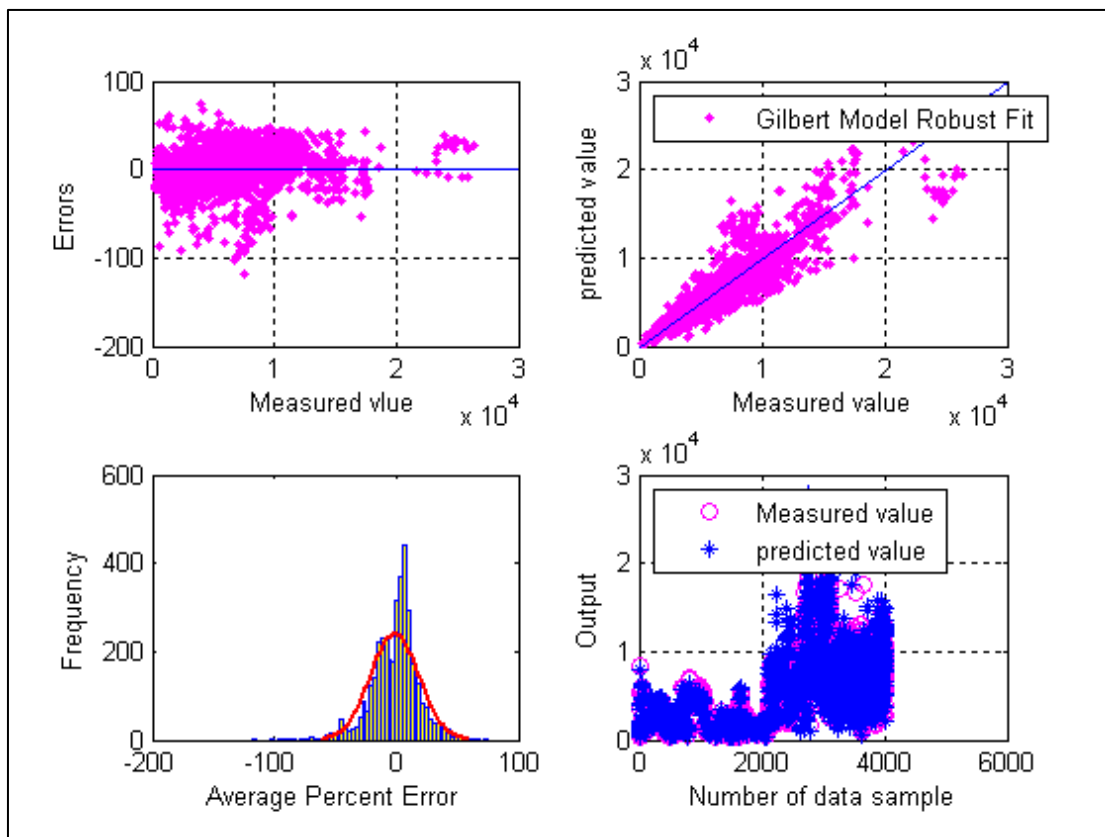 100
0
-100
-200
Errors
0
1
2
3
Measured vlue
x 10^4
x 10^4
3
2
1
0
predicted value
Gilbert Model Robust Fit
0
1
2
3
Measured value
x 10^4
600
400
200
0
Frequency
-200
-100
0
100
Average Percent Error
x 10^4
3
2
1
0
Output
Measured value
predicted value
0
2000
4000
6000
Number of data sample